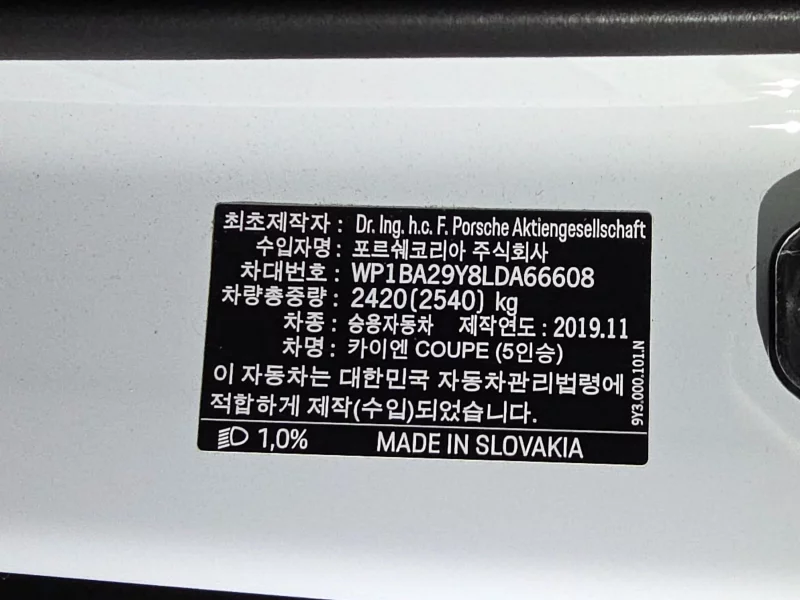 최초제작자 : Dr. Ing. h.c. F. Porsche Aktiengesellschaft
수입자명 : 포르쉐코리아 주식회사
차대번호 : WP1BA29Y8LDA66608
차량총중량 : 2420(2540) kg
차종 : 승용자동차 제작연도 : 2019.11
차명 : 카이엔 COUPE (5인승)
이 자동차는 대한민국 자동차관리법령에
적합하게 제작(수입)되었습니다.
9Y3.000.101.N
1,0% MADE IN SLOVAKIA